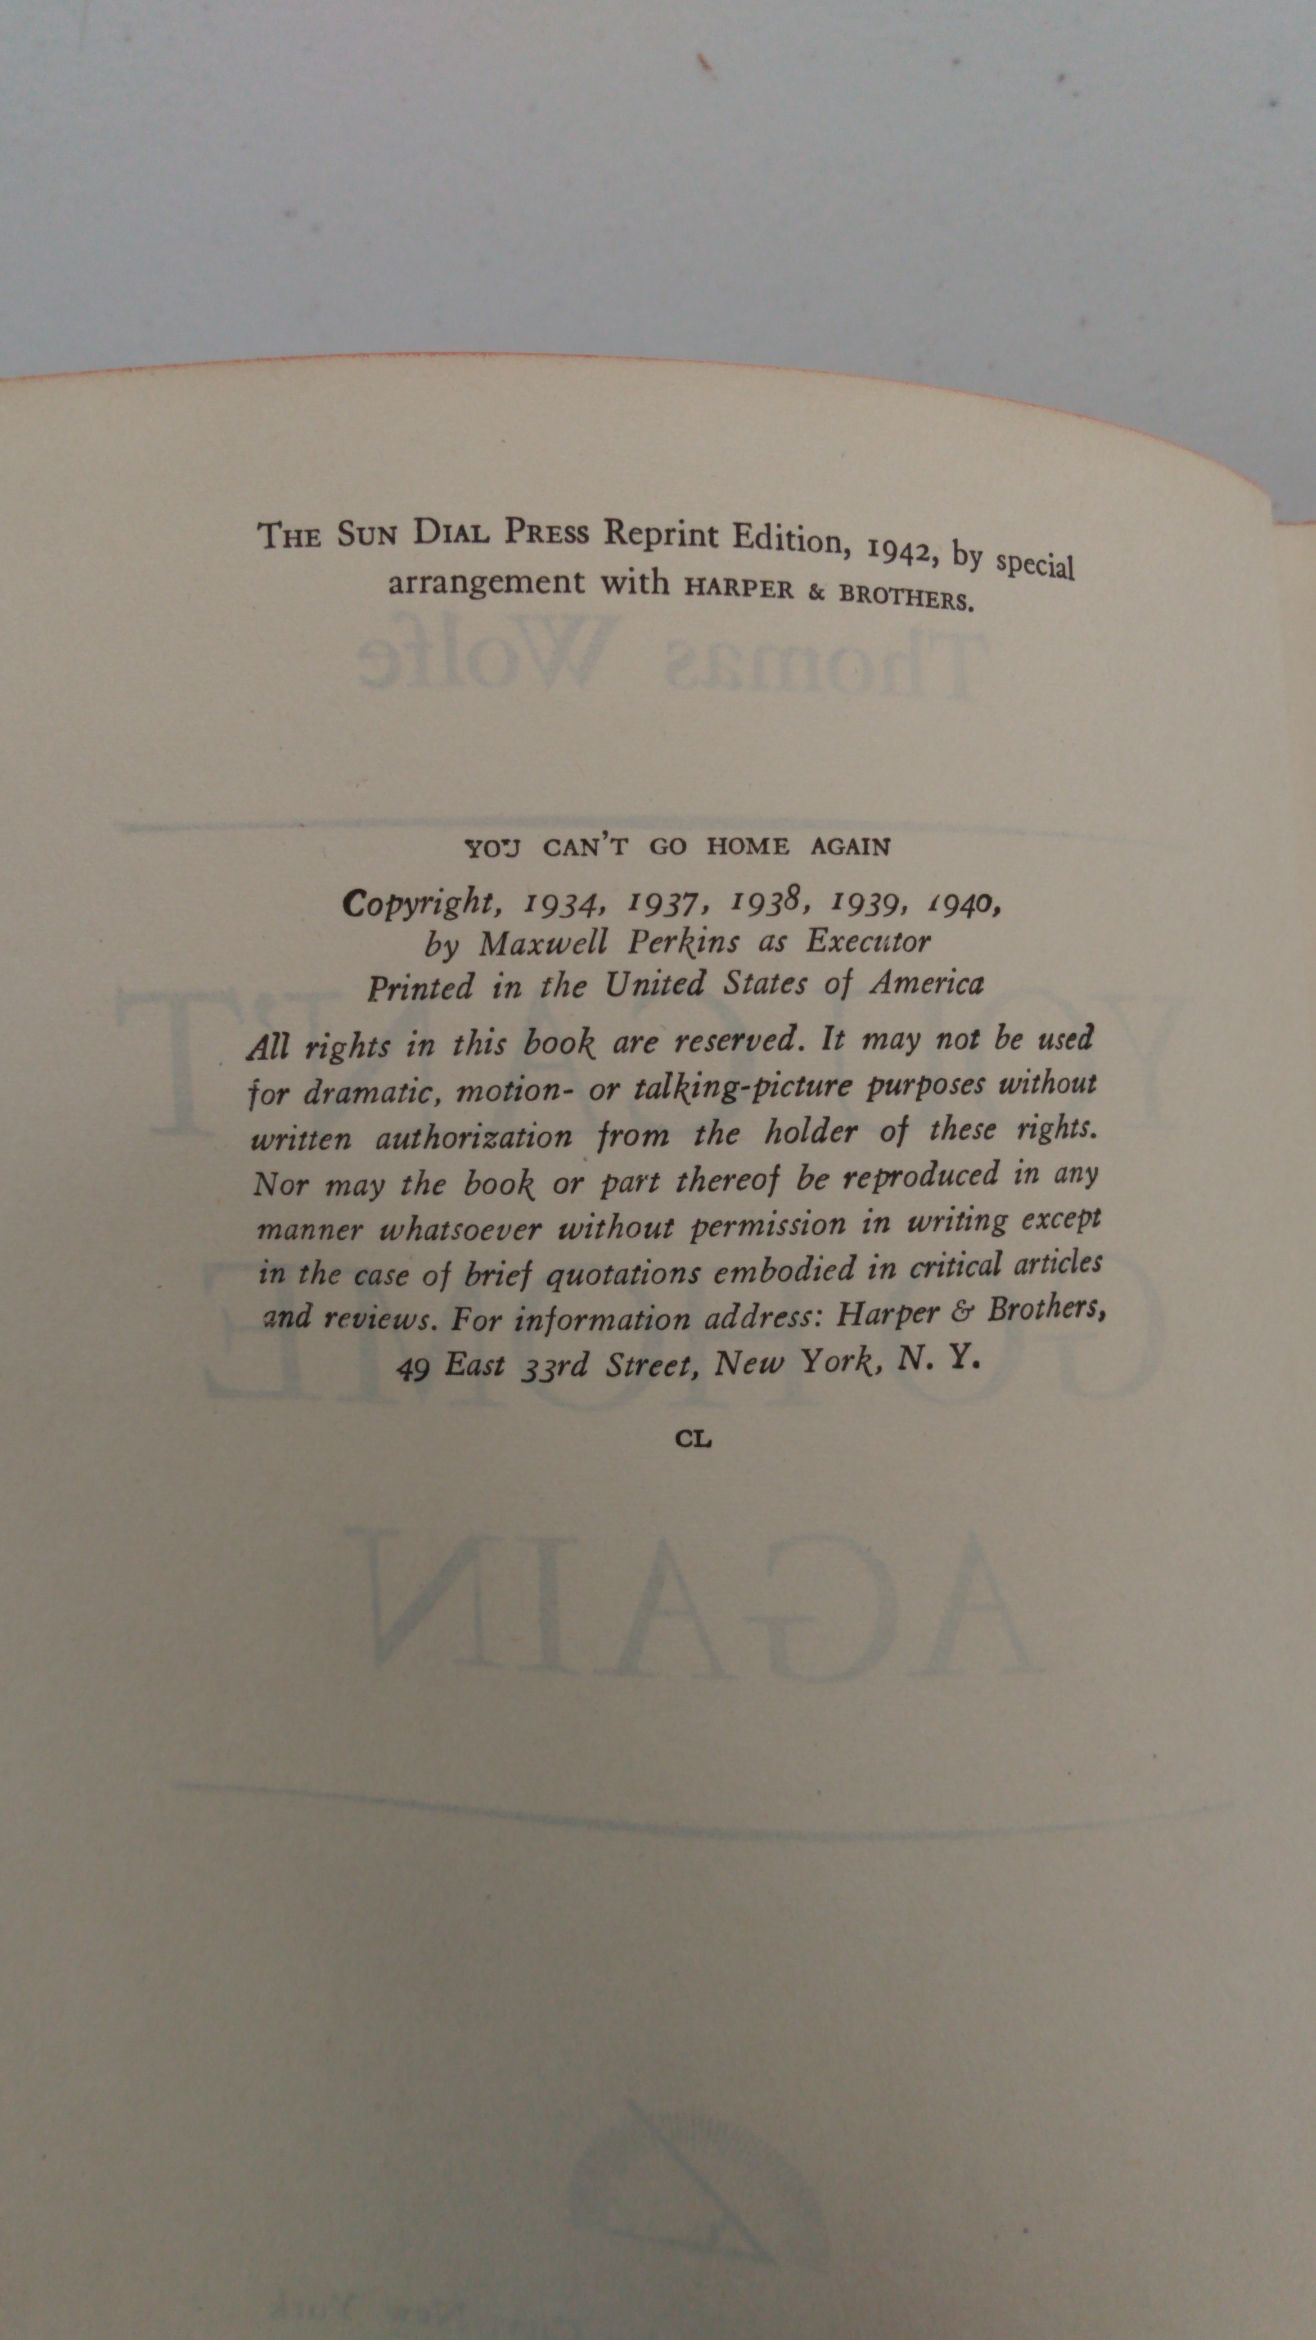 THE SUN DIAL PRESS Reprint Edition, 1942, by special
arrangement with HARPER & BROTHERS.
Thomas Wolfe
YOU CAN'T GO HOME AGAIN
Copyright, 1934, 1937, 1938, 1939, 1940,
by Maxwell Perkins as Executor
Printed in the United States of America
All rights in this book are reserved. It may not be used
for dramatic, motion- or talking-picture purposes without
written authorization from the holder of these rights.
Nor may the book or part thereof be reproduced in any
manner whatsoever without permission in writing except
in the case of brief quotations embodied in critical articles
and reviews. For information address: Harper & Brothers,
49 East 33rd Street, New York, N. Y.
CL
AGAIN
New York